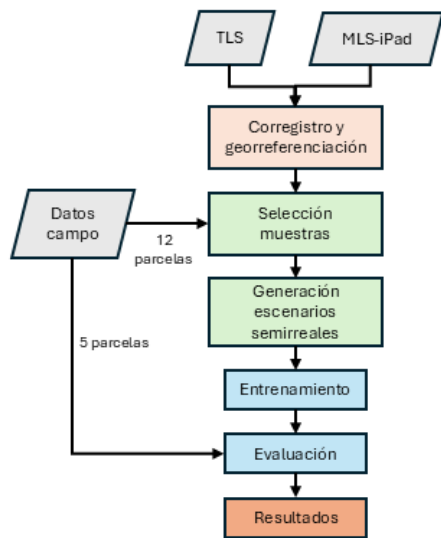 TLS
MLS-iPad
Corregistro y
georreferenciación
Datos
campo
12
parcelas
Selección
muestras
Generación
escenarios
semirreales
5 parcelas
Entrenamiento
Evaluación
Resultados